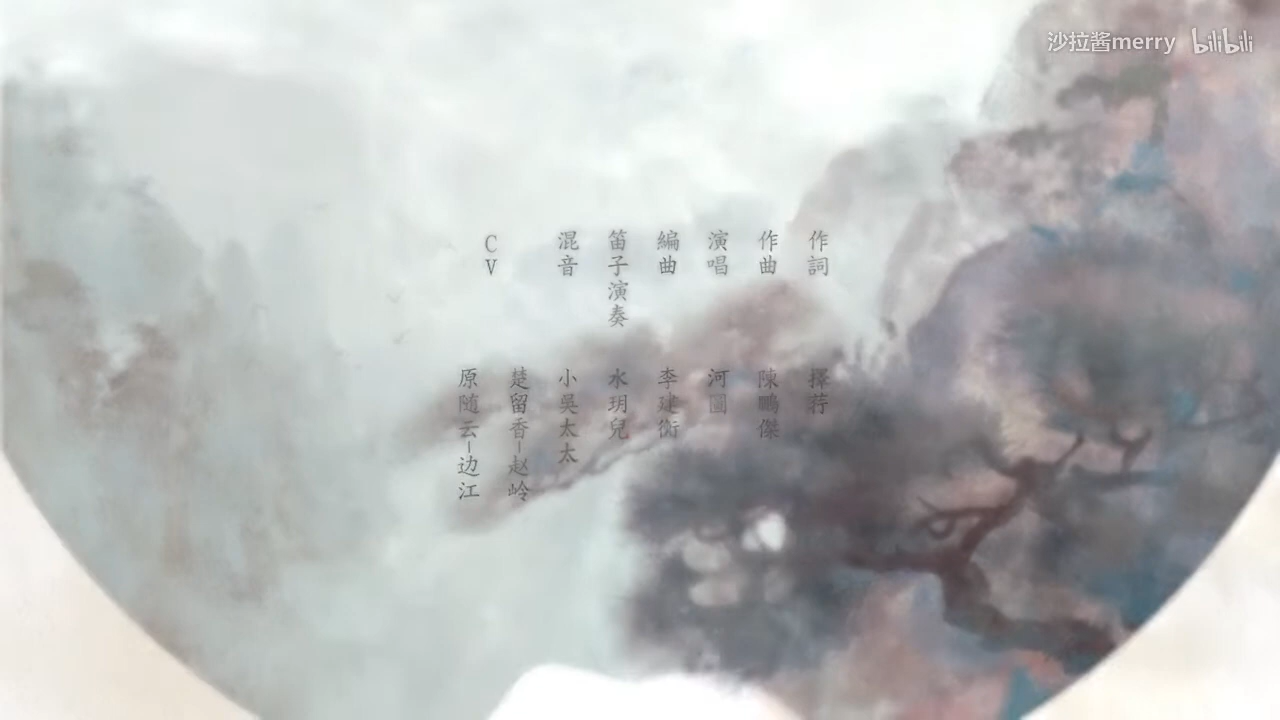 沙拉酱merry bilibili
作詞 擇荇
作曲 陳鵬傑
演唱 河圖
編曲 李建衡
笛子演奏 水玥兒
混音 小吳太太
CV 楚留香-赵岭
原随云-边江